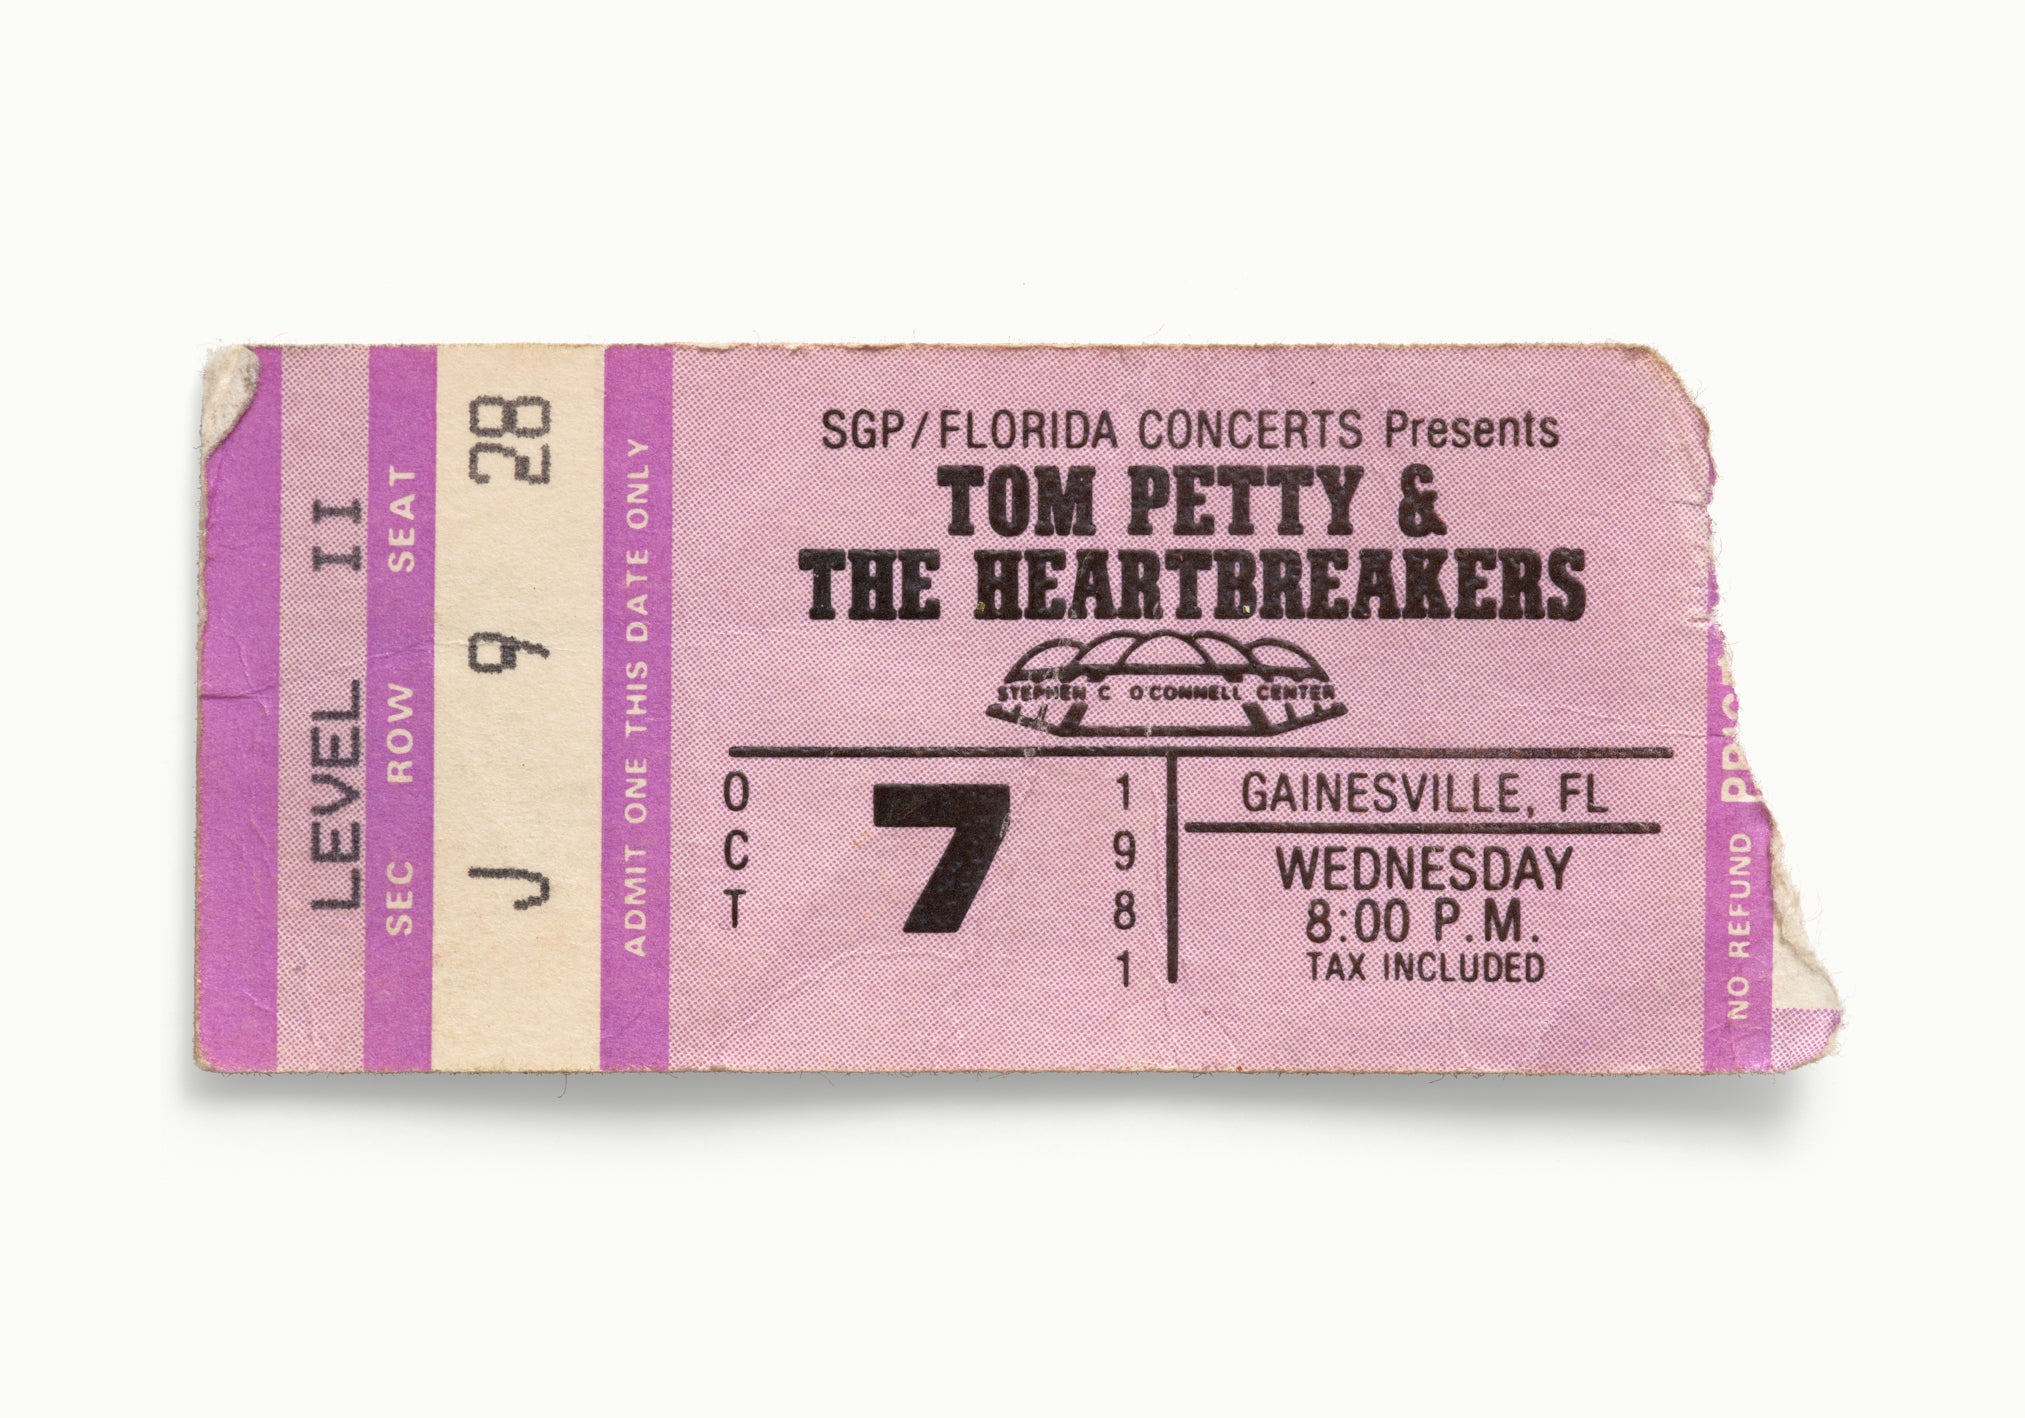 LEVEL II
SEC ROW SEAT
J 9 28
ADMIT ONE THIS DATE ONLY
SGP/FLORIDA CONCERTS Presents
TOM PETTY &
THE HEARTBREAKERS
STEPHEN C O'CONNELL CENTER
OCT
7
1981
GAINESVILLE, FL
WEDNESDAY
8:00 P.M.
TAX INCLUDED
NO REFUND